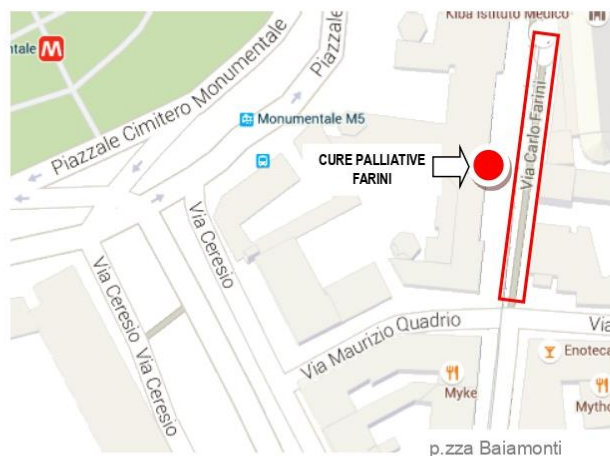 Kiba Istituto Medico
ntale M
Piazzale Cimitero Monumentale
Piazzale
Monumentale M5
CURE PALLIATIVE
FARINI
Via Carlo Farini
Via Ceresio
Via Ceresio
Via Ceresio
Via Maurizio Quadrio
Via
Enoteca
Myke
Mytho
p.zza Baiamonti